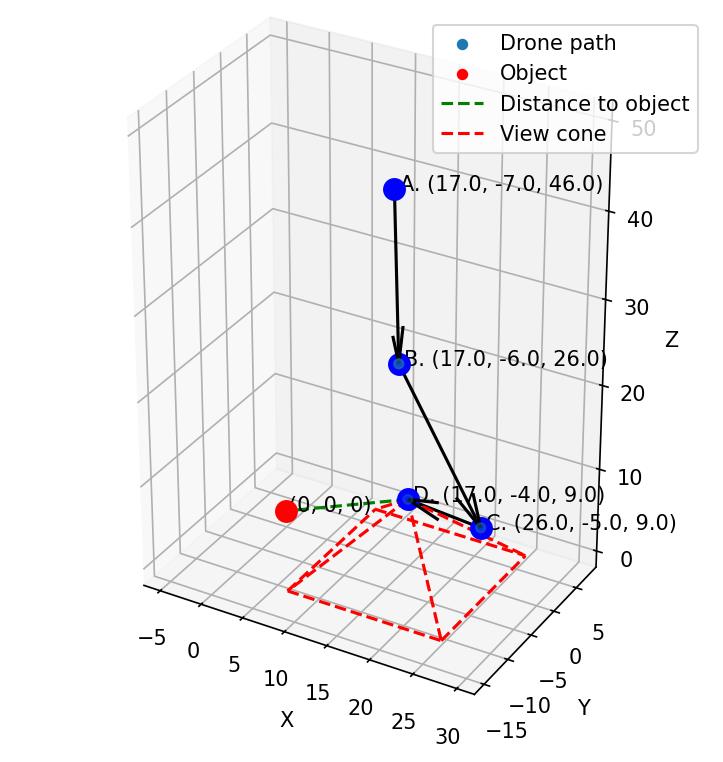 Drone path
Object
Distance to object
View cone
50
A. (17.0, -7.0, 46.0)
40
30
Z
B. (17.0, -6.0, 26.0)
20
10
D. (17.0, -4.0, 9.0)
(0, 0, 0)
C. (26.0, -5.0, 9.0)
0
−5
0
5
10
15
20
25
30
X
5
0
−5
−10
−15
Y